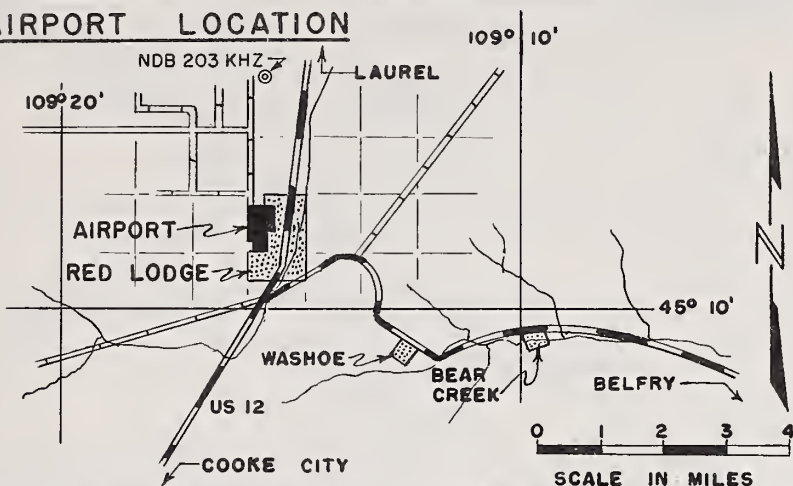 AIRPORT LOCATION
109° 10'
NDB 203 KHZ
LAUREL
109° 20'
AIRPORT
N
RED LODGE
45° 10'
WASHOE
BEAR
CREEK
BELFRY
US 12
0 1 2 3 4
COOKE CITY
SCALE IN MILES